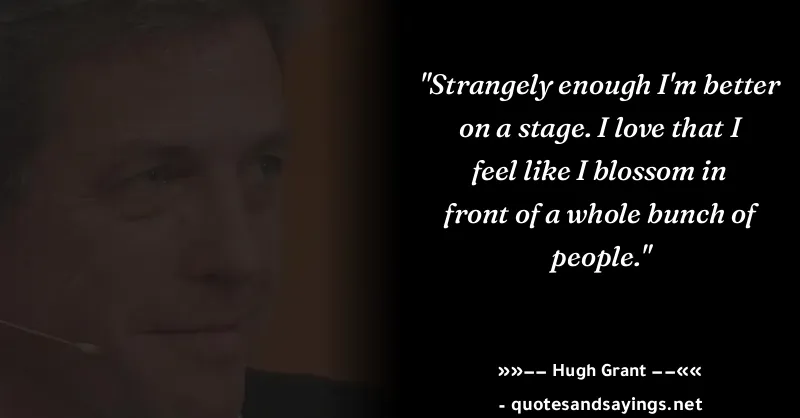 "Strangely enough I'm better
on a stage. I love that I
feel like I blossom in
front of a whole bunch of
people."
»»−− Hugh Grant −−««
- quotesandsayings.net